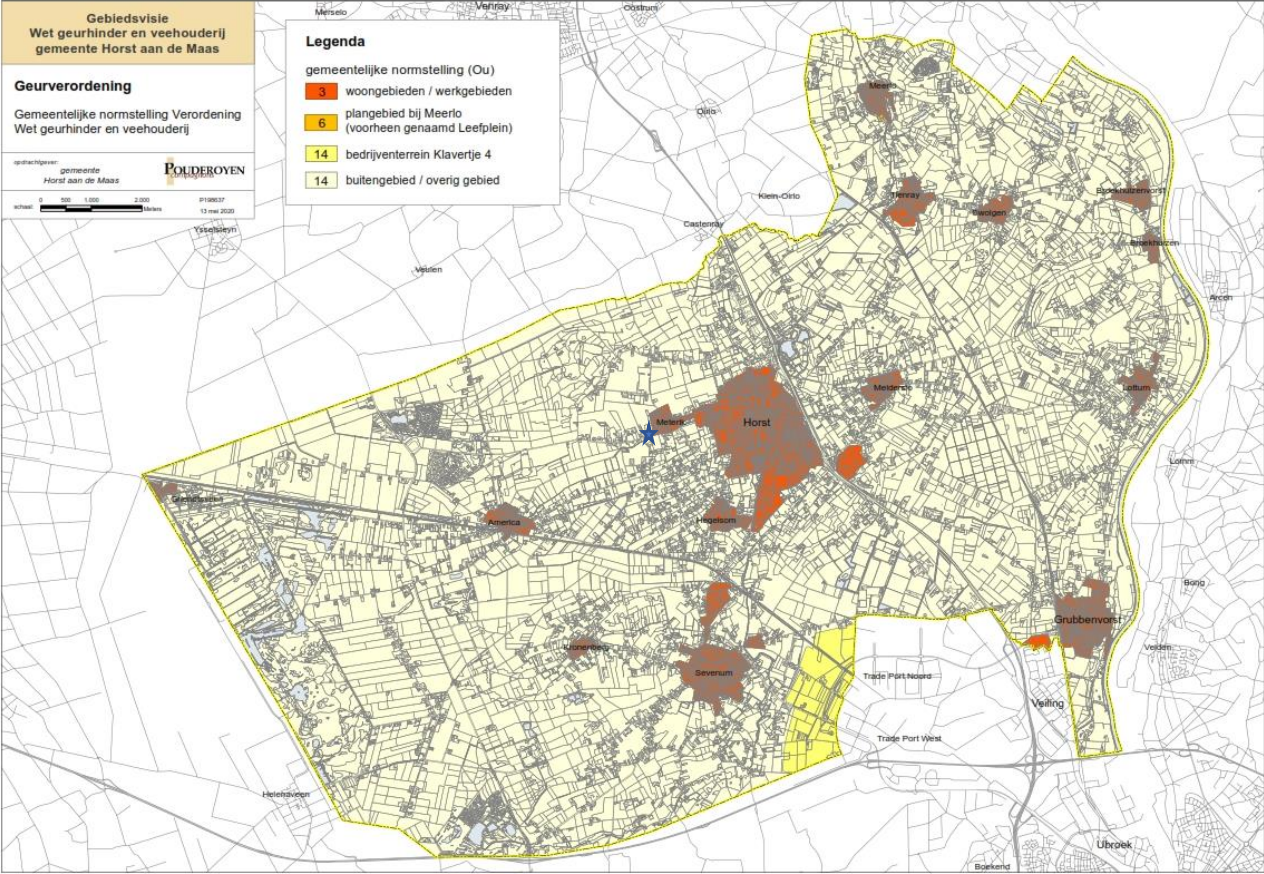 Gebiedsvisie
Wet geurhinder en veehouderij
gemeente Horst aan de Maas
Geurverordening
Gemeentelijke normstelling Verordening
Wet geurhinder en veehouderij
opdrachtgever:
gemeente
Horst aan de Maas
POUDEROYEN
schaal: 0 500 1.000 2.000 Meters
P198637
13 mei 2020
Legenda
gemeentelijke normstelling (Ou)
3 woongebieden / werkgebieden
6 plangebied bij Meerlo
(voorheen genaamd Leefplein)
14 bedrijventerrein Klavertje 4
14 buitengebied / overig gebied
Merselo
Venray
Oostrum
Meerlo
Oirlo
Klein-Oirlo
Tienray
Swolgen
Broekhuizenvorst
Castenray
Ysselsteyn
Broekhuizen
Veulen
Arcen
Melderslo
Lottum
Meterik
Horst
Lomm
Griendtsveen
America
Hegelsom
Bong
Grubbenvorst
Kronenberg
Velden
Sevenum
Trade Port Noord
Veiling
Trade Port West
Helenaveen
Ubroek
Boekend